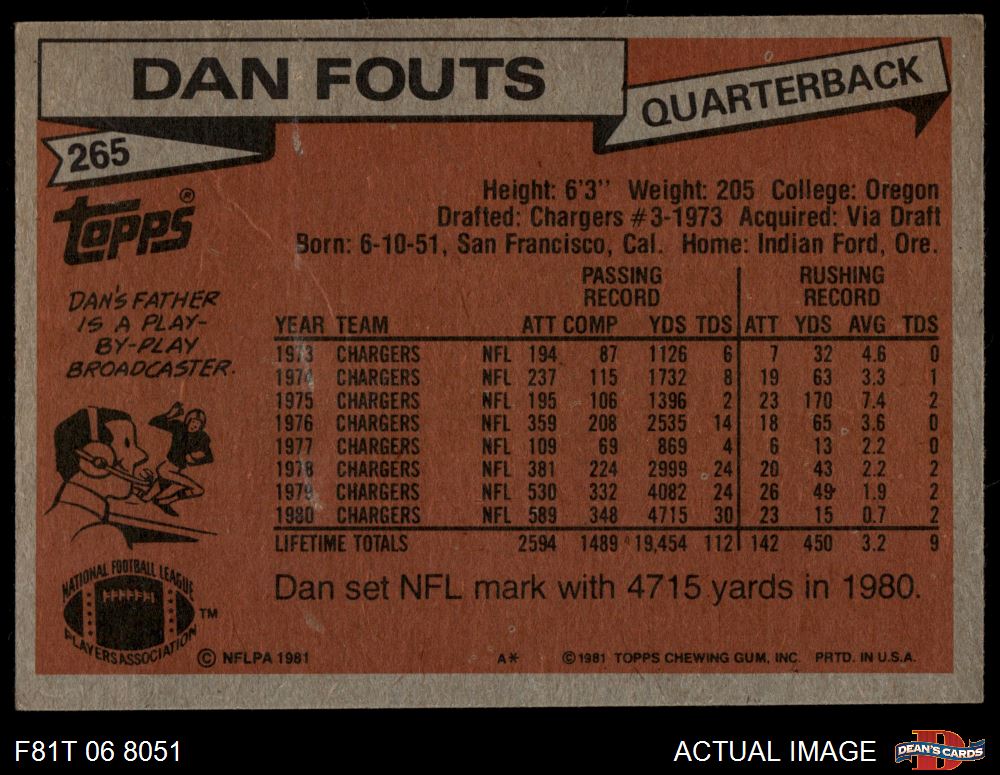 DAN FOUTS
QUARTERBACK
265
Topps®
Height: 6'3" Weight: 205 College: Oregon
Drafted: Chargers #3-1973 Acquired: Via Draft
Born: 6-10-51, San Francisco, Cal. Home: Indian Ford, Ore.
DAN'S FATHER
IS A PLAY-
BY-PLAY
BROADCASTER.
PASSING RECORD RUSHING RECORD
YEAR TEAM ATT COMP YDS TDS ATT YDS AVG TDS
1973 CHARGERS NFL 194 87 1126 6 7 32 4.6 0
1974 CHARGERS NFL 237 115 1732 8 19 63 3.3 1
1975 CHARGERS NFL 195 106 1396 2 23 170 7.4 2
1976 CHARGERS NFL 359 208 2535 14 18 65 3.6 0
1977 CHARGERS NFL 109 69 869 4 6 13 2.2 0
1978 CHARGERS NFL 381 224 2999 24 20 43 2.2 2
1979 CHARGERS NFL 530 332 4082 24 26 49 1.9 2
1980 CHARGERS NFL 589 348 4715 30 23 15 0.7 2
LIFETIME TOTALS 2594 1489 19,454 112 142 450 3.2 9
Dan set NFL mark with 4715 yards in 1980.
NATIONAL FOOTBALL LEAGUE
PLAYERS ASSOCIATION
TM
© NFLPA 1981 A* © 1981 TOPPS CHEWING GUM, INC. PRTD. IN U.S.A.
F81T 06 8051 ACTUAL IMAGE
D
DEAN'S CARDS